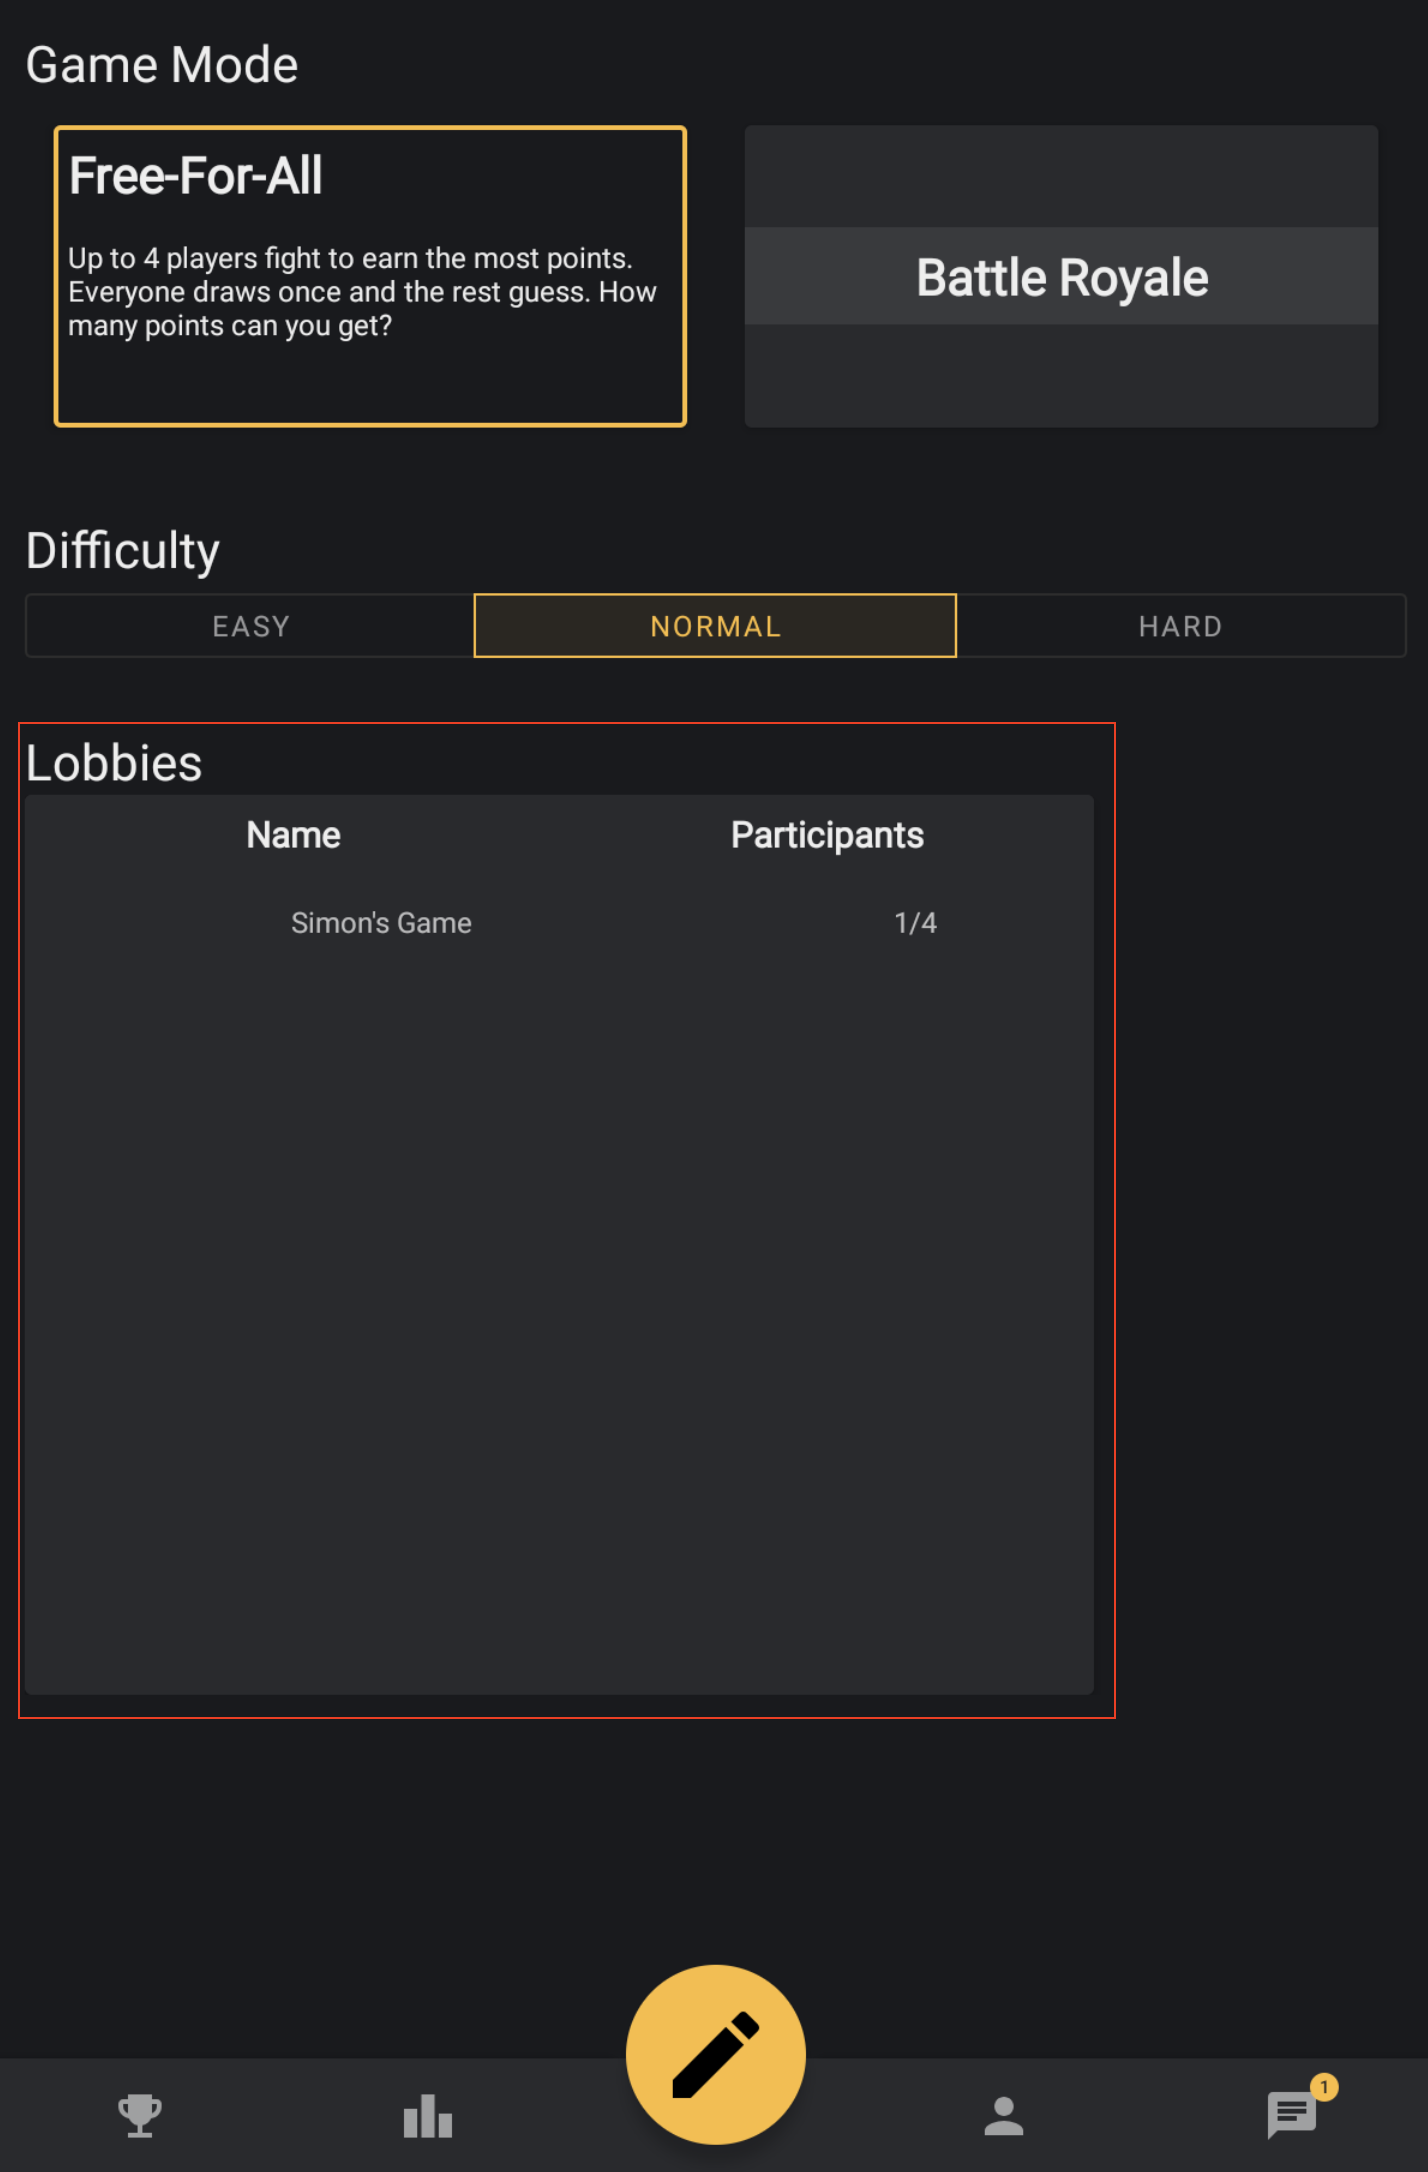 Game Mode
Free-For-All
Up to 4 players fight to earn the most points.
Everyone draws once and the rest guess. How
many points can you get?
Battle Royale
Difficulty
EASY NORMAL HARD
Lobbies
Name Participants
Simon's Game 1/4
1